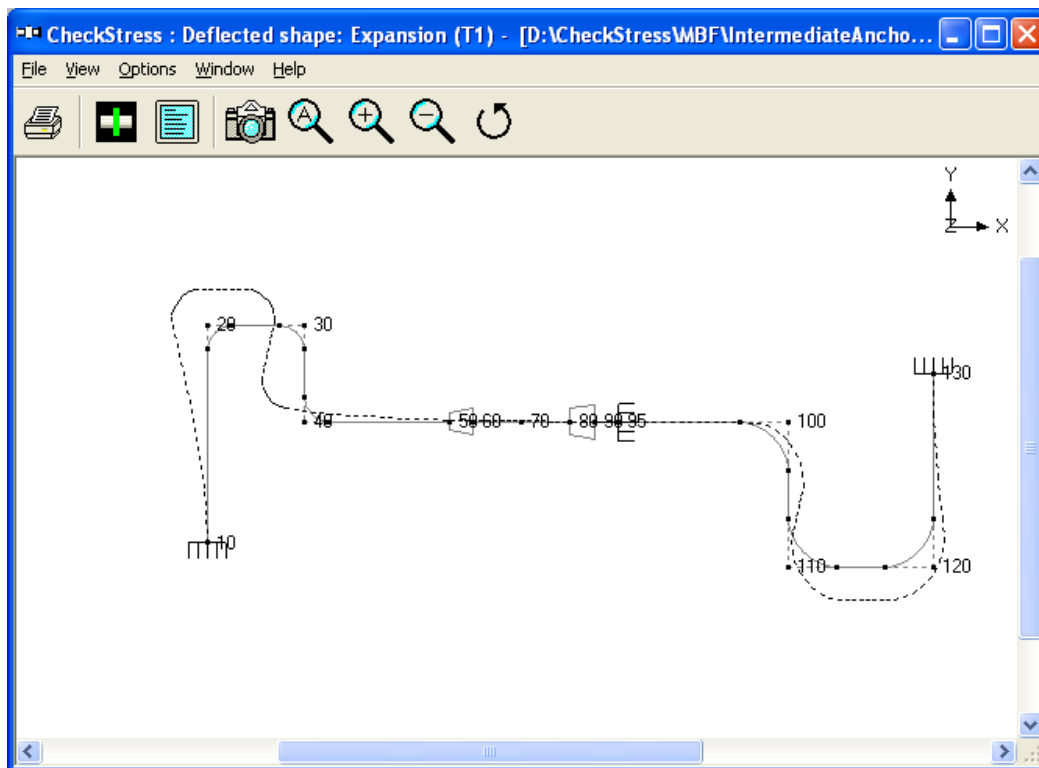 CheckStress : Deflected shape: Expansion (T1) - [D:\CheckStress\MBF\IntermediateAncho...
File View Options Window Help
A
Y
Z X
20 30
130
40 50 60 70 80 90 95 100
10
110 120